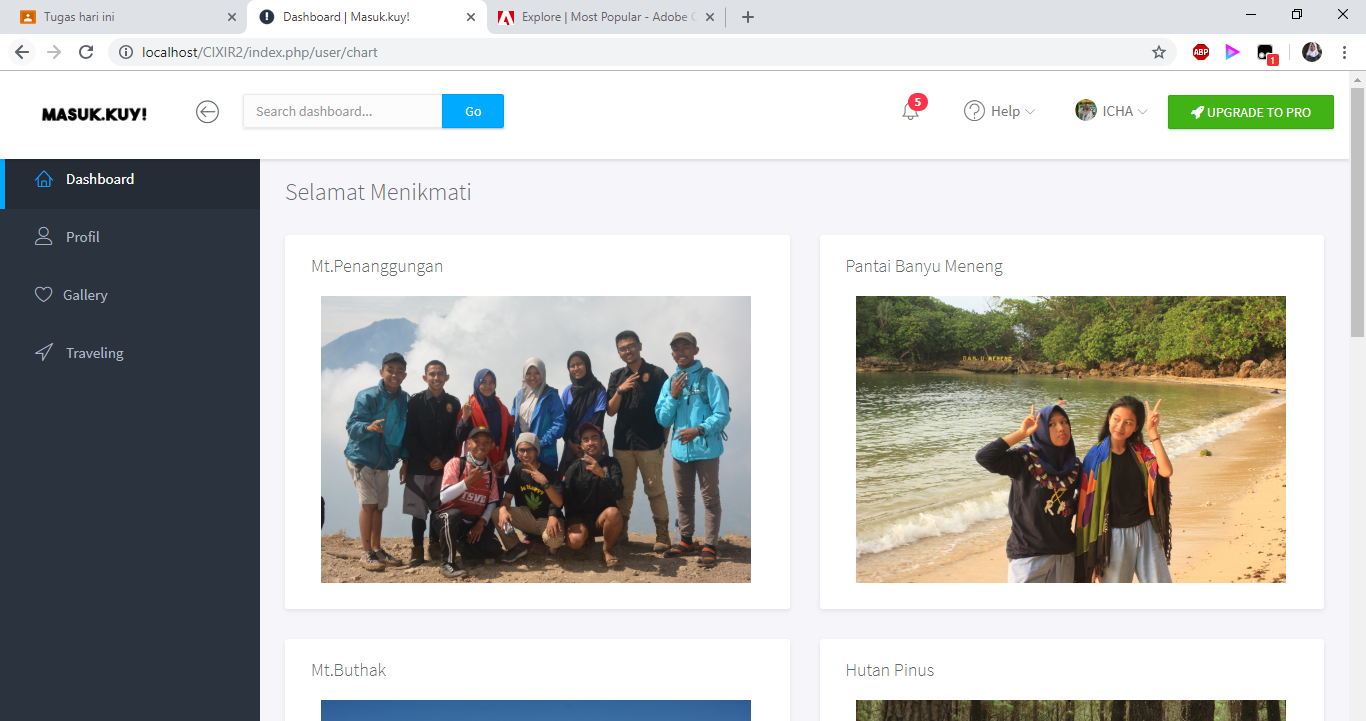 Tugas hari ini
Dashboard | Masuk.kuy!
Explore | Most Popular - Adobe
localhost/CIXIR2/index.php/user/chart
ABP
1
MASUK.KUY!
Search dashboard...
Go
5
Help
ICHA
UPGRADE TO PRO
Dashboard
Profil
Gallery
Traveling
Selamat Menikmati
Mt.Penanggungan
Pantai Banyu Meneng
Mt.Buthak
Hutan Pinus